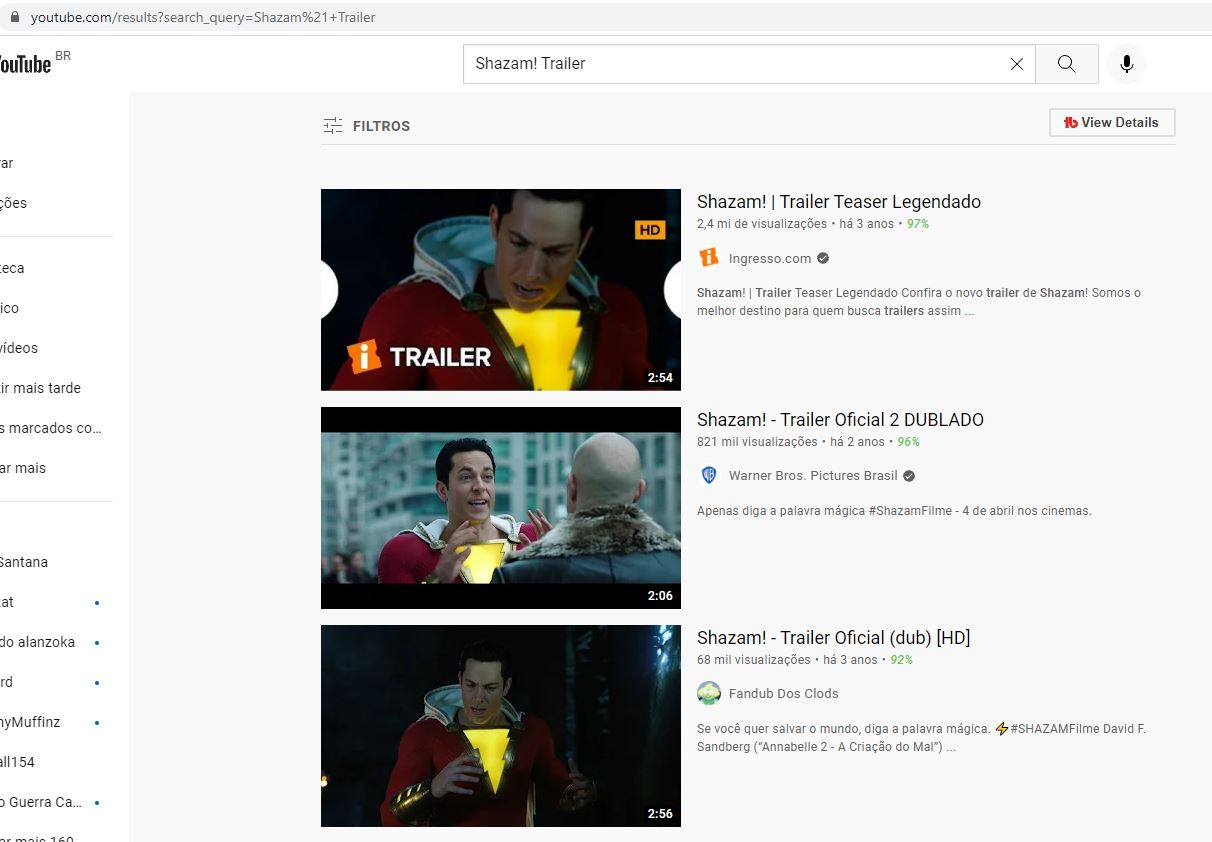 youtube.com/results?search_query=Shazam%21+Trailer
YouTube BR
Shazam! Trailer
FILTROS
View Details
ar
ções
teca
ico
vídeos
ir mais tarde
s marcados co...
ar mais
Santana
at
do alanzoka
rd
nyMuffinz
all154
o Guerra Ca...
ar mais 160
HD
TRAILER
2:54
Shazam! | Trailer Teaser Legendado
2,4 mi de visualizações • há 3 anos • 97%
Ingresso.com
Shazam! | Trailer Teaser Legendado Confira o novo trailer de Shazam! Somos o
melhor destino para quem busca trailers assim ...
2:06
Shazam! - Trailer Oficial 2 DUBLADO
821 mil visualizações • há 2 anos • 96%
WB
Warner Bros. Pictures Brasil
Apenas diga a palavra mágica #ShazamFilme - 4 de abril nos cinemas.
2:56
Shazam! - Trailer Oficial (dub) [HD]
68 mil visualizações • há 3 anos • 92%
Fandub Dos Clods
Se você quer salvar o mundo, diga a palavra mágica. ⚡#SHAZAMFilme David F.
Sandberg (“Annabelle 2 - A Criação do Mal”) ...